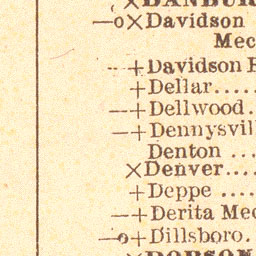 —o×Davidson
Mec
--+Davidson
+Dellar.....
—+Dellwood.
—+Dennysvil
Denton ...
×Denver....
+Deppe ....
—+Derita Mec
—o+Dillsboro.